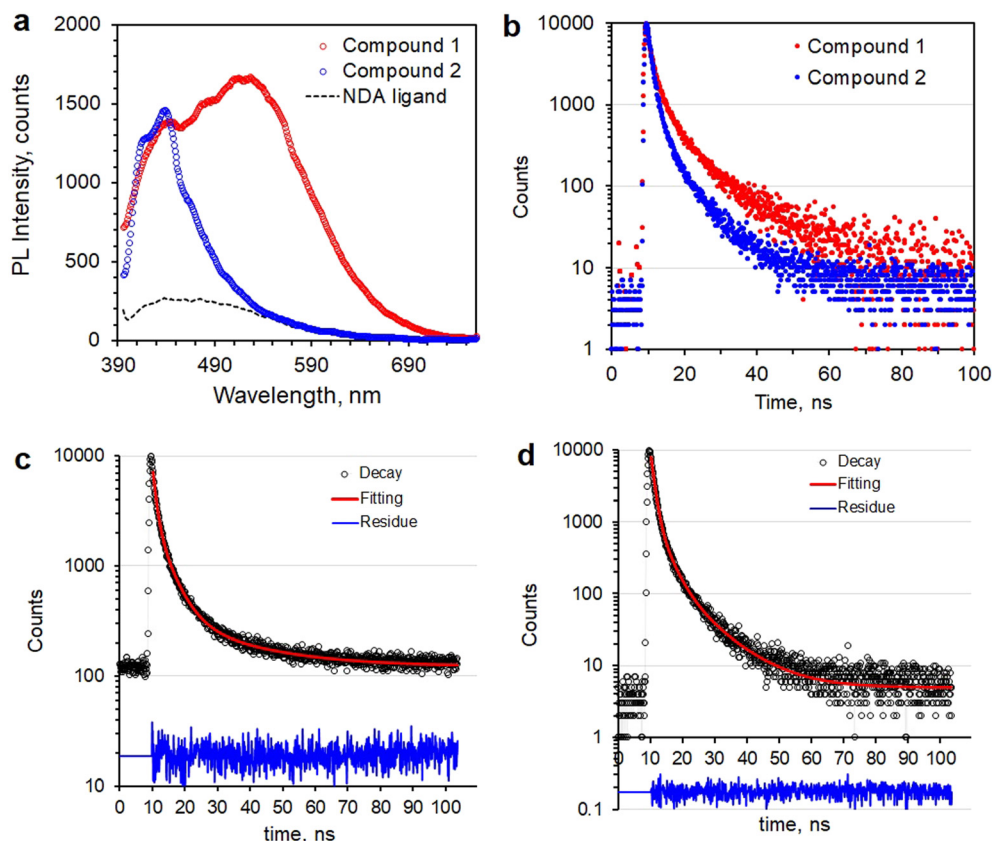 a
2000
1500
1000
500
0
PL Intensity, counts
Compound 1
Compound 2
NDA ligand
390 490 590 690
Wavelength, nm
b
10000
1000
100
10
1
Counts
Compound 1
Compound 2
0 20 40 60 80 100
Time, ns
c
10000
1000
100
10
Counts
Decay
Fitting
Residue
0 10 20 30 40 50 60 70 80 90 100
time, ns
d
10000
1000
100
10
1
0.1
Counts
Decay
Fitting
Residue
0 10 20 30 40 50 60 70 80 90 100
time, ns